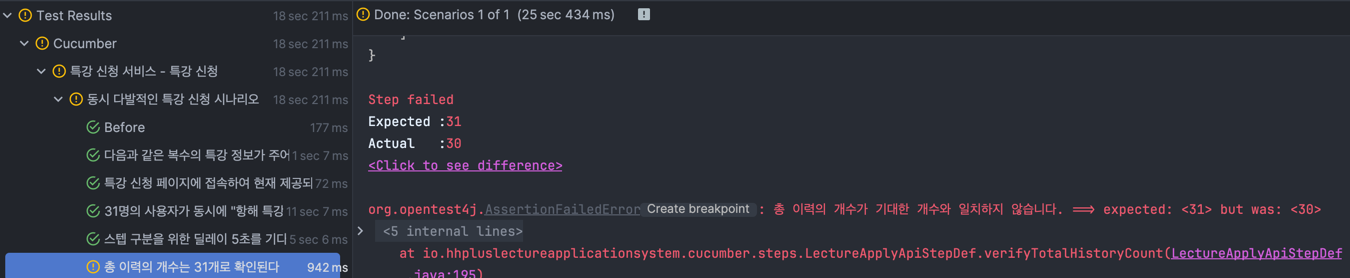 Test Results 18 sec 211 ms
Cucumber 18 sec 211 ms
특강 신청 서비스 - 특강 신청 18 sec 211 ms
동시 다발적인 특강 신청 시나리오 18 sec 211 ms
Before 177 ms
다음과 같은 복수의 특강 정보가 주어 1 sec 7 ms
특강 신청 페이지에 접속하여 현재 제공되 72 ms
31명의 사용자가 동시에 "항해 특강 11 sec 7 ms
스텝 구분을 위한 딜레이 5초를 기다 5 sec 6 ms
총 이력의 개수는 31개로 확인된다 942 ms
Done: Scenarios 1 of 1 (25 sec 434 ms)
}
Step failed
Expected :31
Actual :30
<Click to see difference>
org.opentest4j.AssertionFailedError Create breakpoint : 총 이력의 개수가 기대한 개수와 일치하지 않습니다. ==> expected: <31> but was: <30>
<5 internal lines>
at io.hhpluslectureapplicationsystem.cucumber.steps.LectureApplyApiStepDef.verifyTotalHistoryCount(LectureApplyApiStepDef
.java:195)